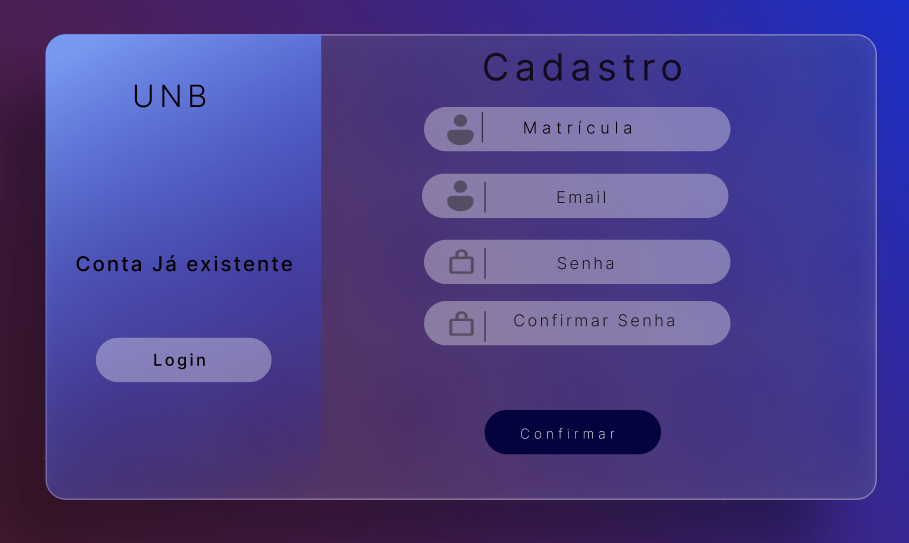 UNB
Conta Já existente
Login
Cadastro
Matrícula
Email
Senha
Confirmar Senha
Confirmar